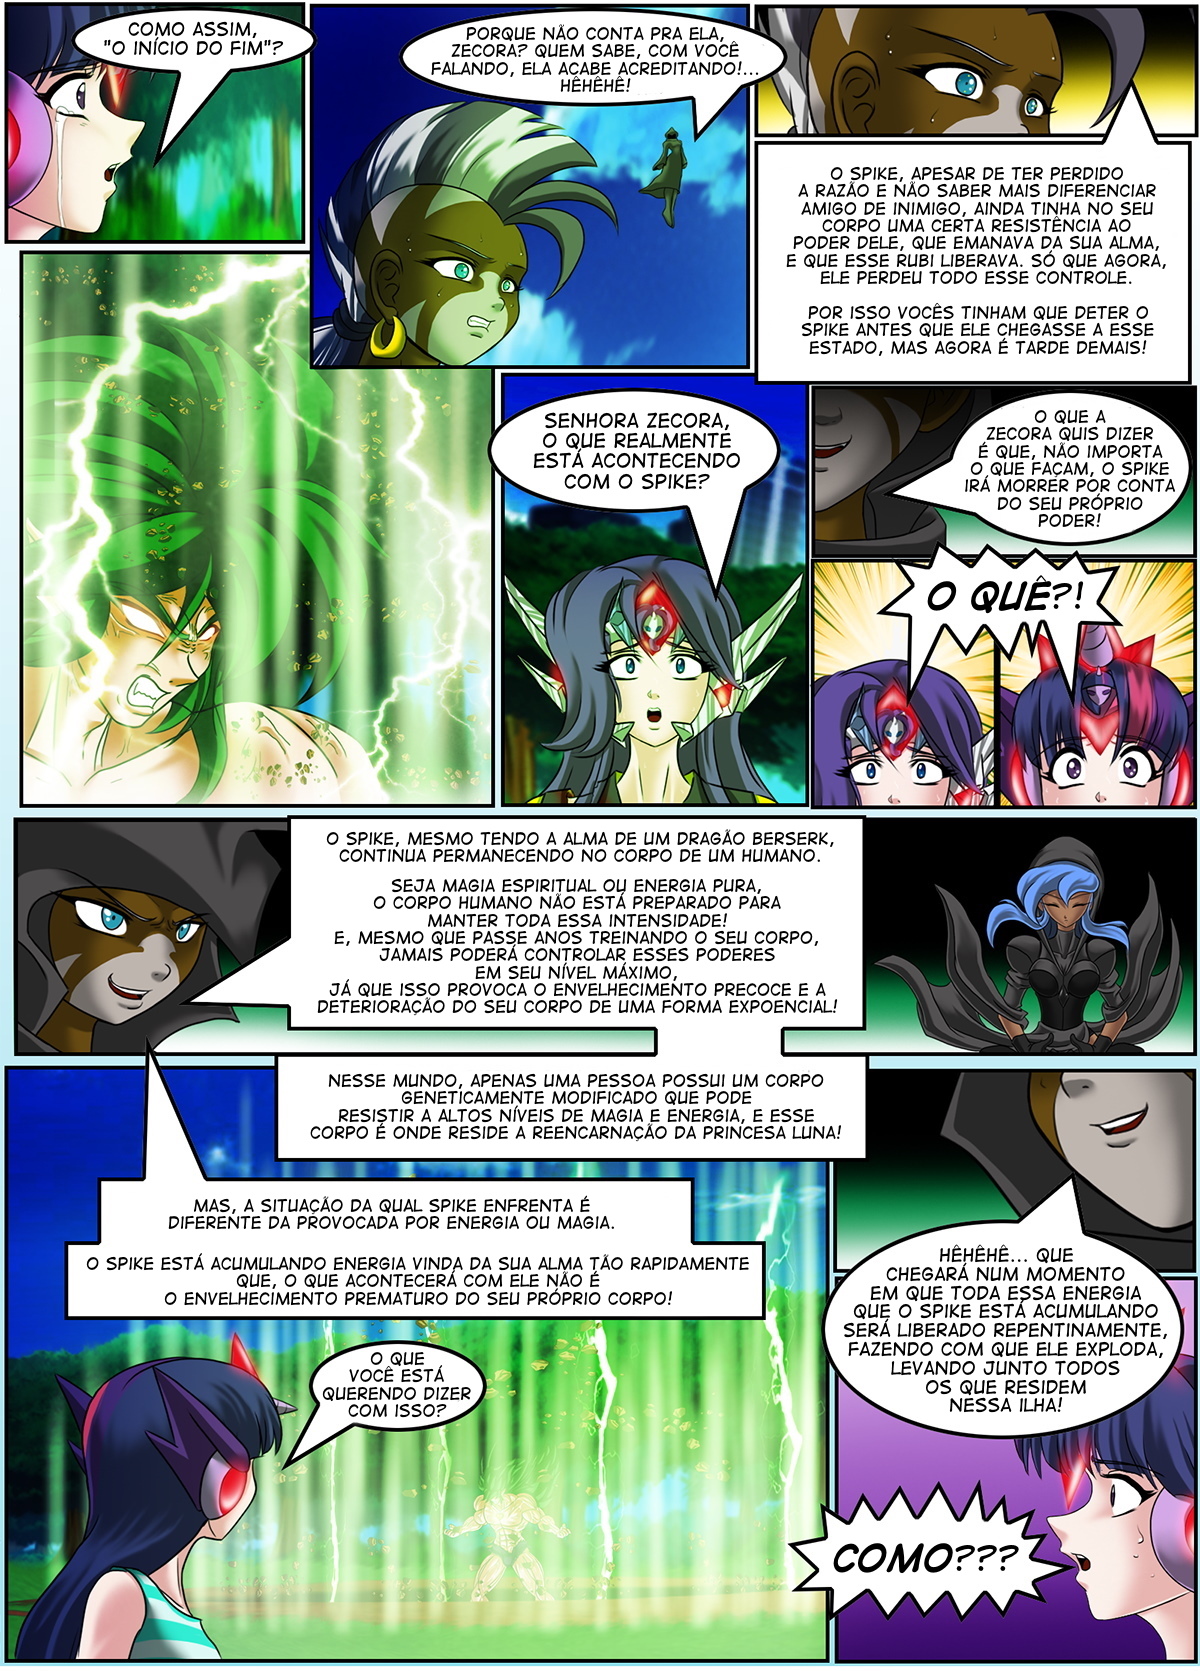 COMO ASSIM,
"O INÍCIO DO FIM"?
PORQUE NÃO CONTA PRA ELA,
ZECORA? QUEM SABE, COM VOCÊ
FALANDO, ELA ACABE ACREDITANDO!...
HÊHÊHÊ!
O SPIKE, APESAR DE TER PERDIDO
A RAZÃO E NÃO SABER MAIS DIFERENCIAR
AMIGO DE INIMIGO, AINDA TINHA NO SEU
CORPO UMA CERTA RESISTÊNCIA AO
PODER DELE, QUE EMANAVA DA SUA ALMA,
E QUE ESSE RUBI LIBERAVA. SÓ QUE AGORA,
ELE PERDEU TODO ESSE CONTROLE.
POR ISSO VOCÊS TINHAM QUE DETER O
SPIKE ANTES QUE ELE CHEGASSE A ESSE
ESTADO, MAS AGORA É TARDE DEMAIS!
SENHORA ZECORA,
O QUE REALMENTE
ESTÁ ACONTECENDO
COM O SPIKE?
O QUE A
ZECORA QUIS DIZER
É QUE, NÃO IMPORTA
O QUE FAÇAM, O SPIKE
IRÁ MORRER POR CONTA
DO SEU PRÓPRIO
PODER!
O QUÊ?!
O SPIKE, MESMO TENDO A ALMA DE UM DRAGÃO BERSERK,
CONTINUA PERMANECENDO NO CORPO DE UM HUMANO.
SEJA MAGIA ESPIRITUAL OU ENERGIA PURA,
O CORPO HUMANO NÃO ESTÁ PREPARADO PARA
MANTER TODA ESSA INTENSIDADE!
E, MESMO QUE PASSE ANOS TREINANDO O SEU CORPO,
JAMAIS PODERÁ CONTROLAR ESSES PODERES
EM SEU NÍVEL MÁXIMO,
JÁ QUE ISSO PROVOCA O ENVELHECIMENTO PRECOCE E A
DETERIORAÇÃO DO SEU CORPO DE UMA FORMA EXPOENCIAL!
NESSE MUNDO, APENAS UMA PESSOA POSSUI UM CORPO
GENETICAMENTE MODIFICADO QUE PODE
RESISTIR A ALTOS NÍVEIS DE MAGIA E ENERGIA, E ESSE
CORPO É ONDE RESIDE A REENCARNAÇÃO DA PRINCESA LUNA!
MAS, A SITUAÇÃO DA QUAL SPIKE ENFRENTA É
DIFERENTE DA PROVOCADA POR ENERGIA OU MAGIA.
O SPIKE ESTÁ ACUMULANDO ENERGIA VINDA DA SUA ALMA TÃO RAPIDAMENTE
QUE, O QUE ACONTECERÁ COM ELE NÃO É
O ENVELHECIMENTO PREMATURO DO SEU PRÓPRIO CORPO!
O QUE
VOCÊ ESTÁ
QUERENDO DIZER
COM ISSO?
HÊHÊHÊ... QUE
CHEGARÁ NUM MOMENTO
EM QUE TODA ESSA ENERGIA
QUE O SPIKE ESTÁ ACUMULANDO
SERÁ LIBERADO REPENTINAMENTE,
FAZENDO COM QUE ELE EXPLODA,
LEVANDO JUNTO TODOS
OS QUE RESIDEM
NESSA ILHA!
COMO???